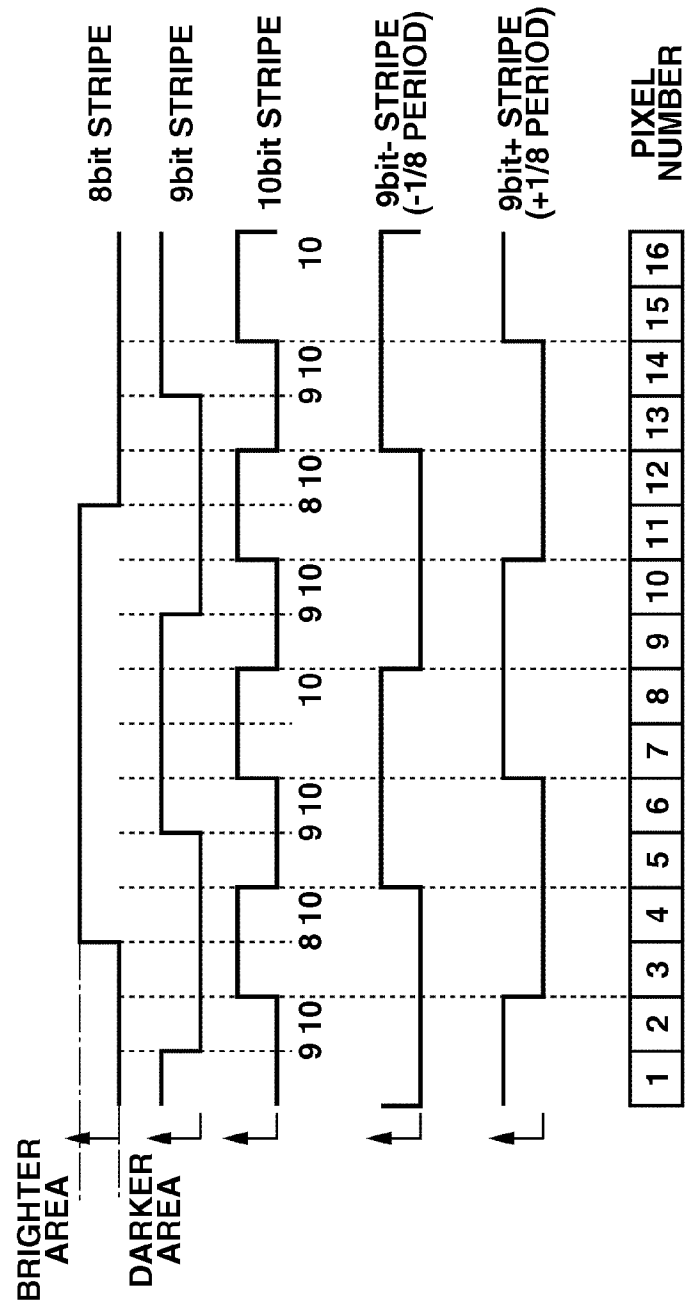 BRIGHTER
AREA
DARKER
AREA
8bit STRIPE
9bit STRIPE
10bit STRIPE
9 10 8 10 9 10 10 9 10 8 10 9 10 10
9bit- STRIPE
(-1/8 PERIOD)
9bit+ STRIPE
(+1/8 PERIOD)
1 2 3 4 5 6 7 8 9 10 11 12 13 14 15 16
PIXEL
NUMBER